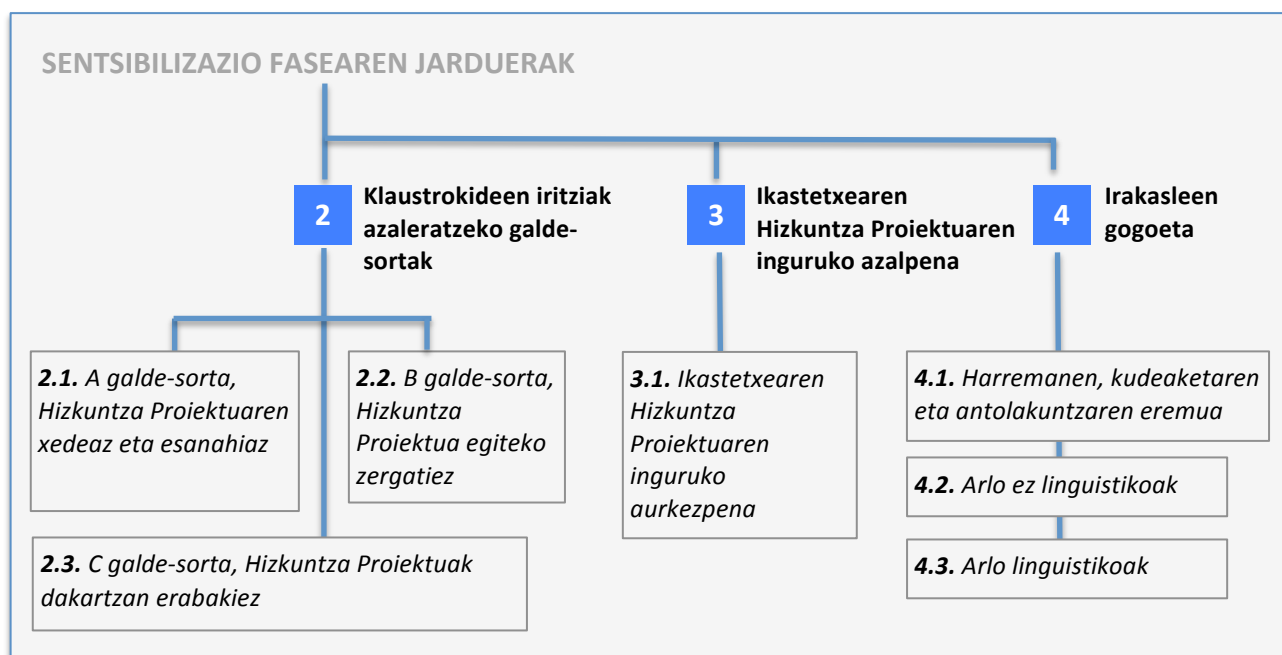 SENTSIBILIZAZIO FASEAREN JARDUERAK
2
Klaustrokideen iritziak
azaleratzeko galde-
sortak
2.1. A galde-sorta,
Hizkuntza Proiektuaren
xedeaz eta esanahiaz
2.2. B galde-sorta,
Hizkuntza
Proiektua egiteko
zergatiez
2.3. C galde-sorta, Hizkuntza Proiektuak
dakartzan erabakiez
3
Ikastetxearen
Hizkuntza Proiektuaren
inguruko azalpena
3.1. Ikastetxearen
Hizkuntza
Proiektuaren
inguruko
aurkezpena
4
Irakasleen
gogoeta
4.1. Harremanen, kudeaketaren
eta antolakuntzaren eremua
4.2. Arlo ez linguistikoak
4.3. Arlo linguistikoak